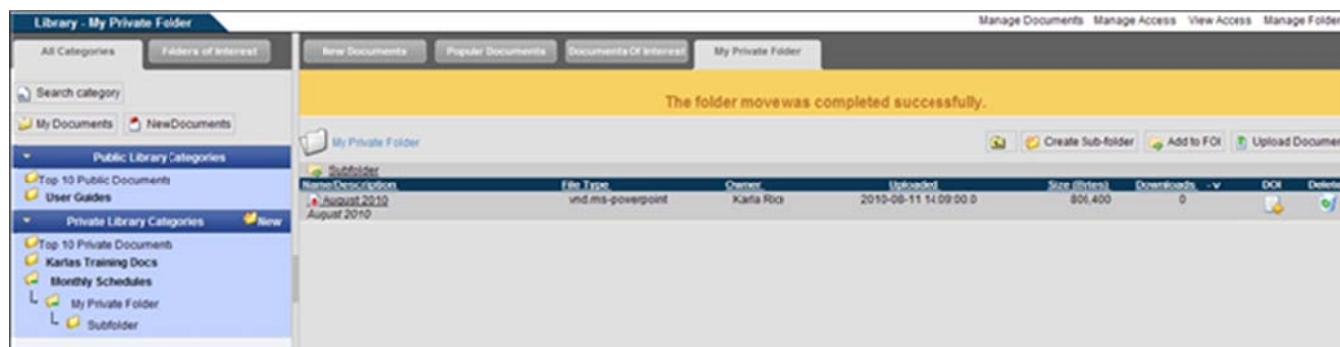 Library - My Private Folder
Manage Documents Manage Access View Access Manage Folder
All Categories Folders of Interest New Documents Popular Documents Documents Of Interest My Private Folder
Search category
The folder move was completed successfully.
My Documents NewDocuments
My Private Folder Create Sub-folder Add to FOI Upload Documen
Public Library Categories
Top 10 Public Documents
User Guides
Private Library Categories New
Top 10 Private Documents
Karlas Training Docs
Monthly Schedules
My Private Folder
Subfolder
Subfolder
Name/Description File Type Owner Uploaded Size (Bytes) Downloads - v DOI Delete
August 2010 vnd.ms-powerpoint Karla Rice 2010-08-11 14:09:00.0 806,400 0
August 2010